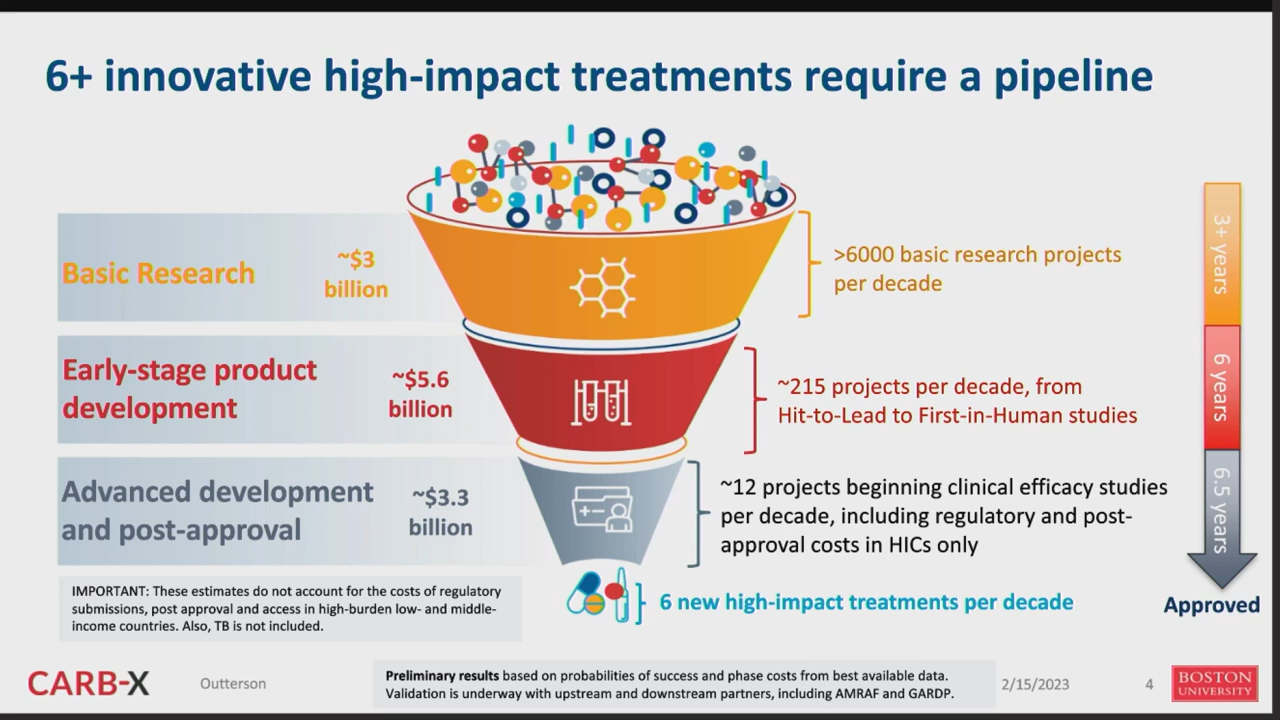 6+ innovative high-impact treatments require a pipeline
Basic Research
~$3
billion
>6000 basic research projects
per decade
3+ years
Early-stage product
development
~$5.6
billion
~215 projects per decade, from
Hit-to-Lead to First-in-Human studies
6 years
Advanced development
and post-approval
~$3.3
billion
~12 projects beginning clinical efficacy studies
per decade, including regulatory and post-
approval costs in HICs only
6.5 years
IMPORTANT: These estimates do not account for the costs of regulatory
submissions, post approval and access in high-burden low- and middle-
income countries. Also, TB is not included.
6 new high-impact treatments per decade
Approved
CARB-X
Outterson
Preliminary results based on probabilities of success and phase costs from best available data.
Validation is underway with upstream and downstream partners, including AMRAF and GARDP.
2/15/2023
4
BOSTON
UNIVERSITY